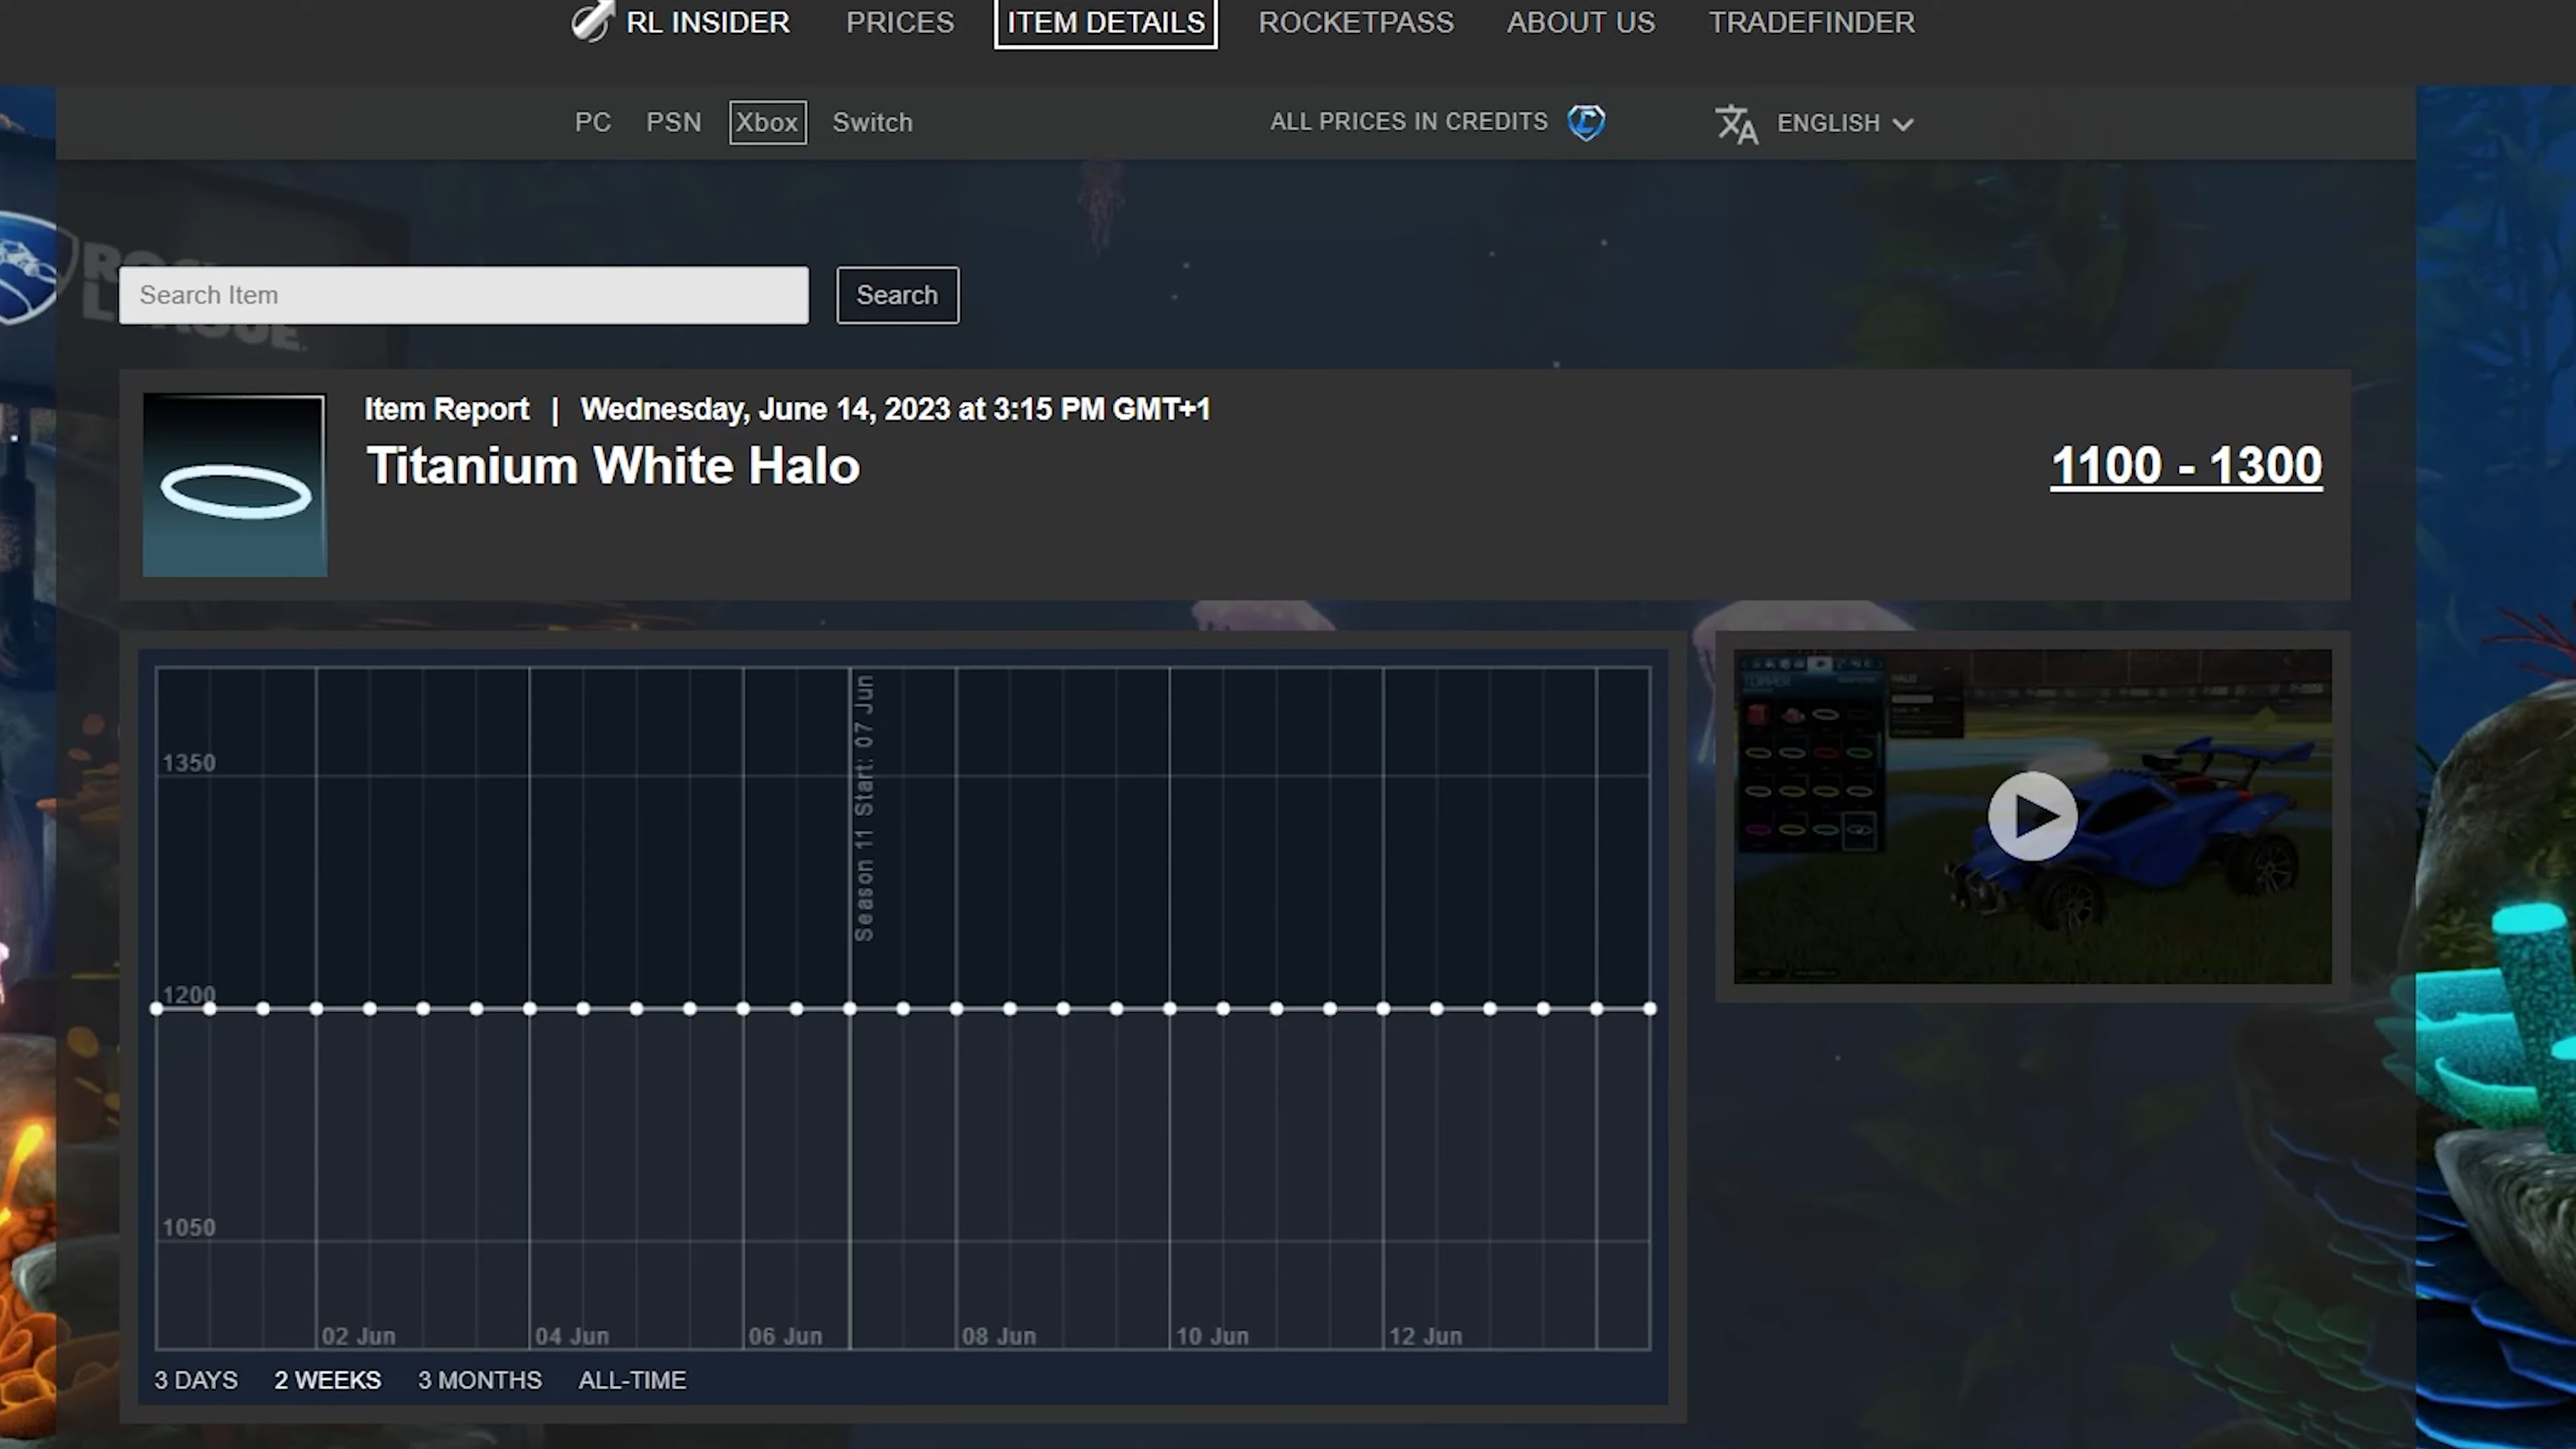 RL INSIDER PRICES ITEM DETAILS ROCKETPASS ABOUT US TRADEFINDER
PC PSN Xbox Switch ALL PRICES IN CREDITS ENGLISH
Search Item Search
Item Report | Wednesday, June 14, 2023 at 3:15 PM GMT+1
Titanium White Halo
1100 - 1300
1350
1200
1050
Season 11 Start: 07 Jun
02 Jun 04 Jun 06 Jun 08 Jun 10 Jun 12 Jun
3 DAYS 2 WEEKS 3 MONTHS ALL-TIME
TOPPER
HALO